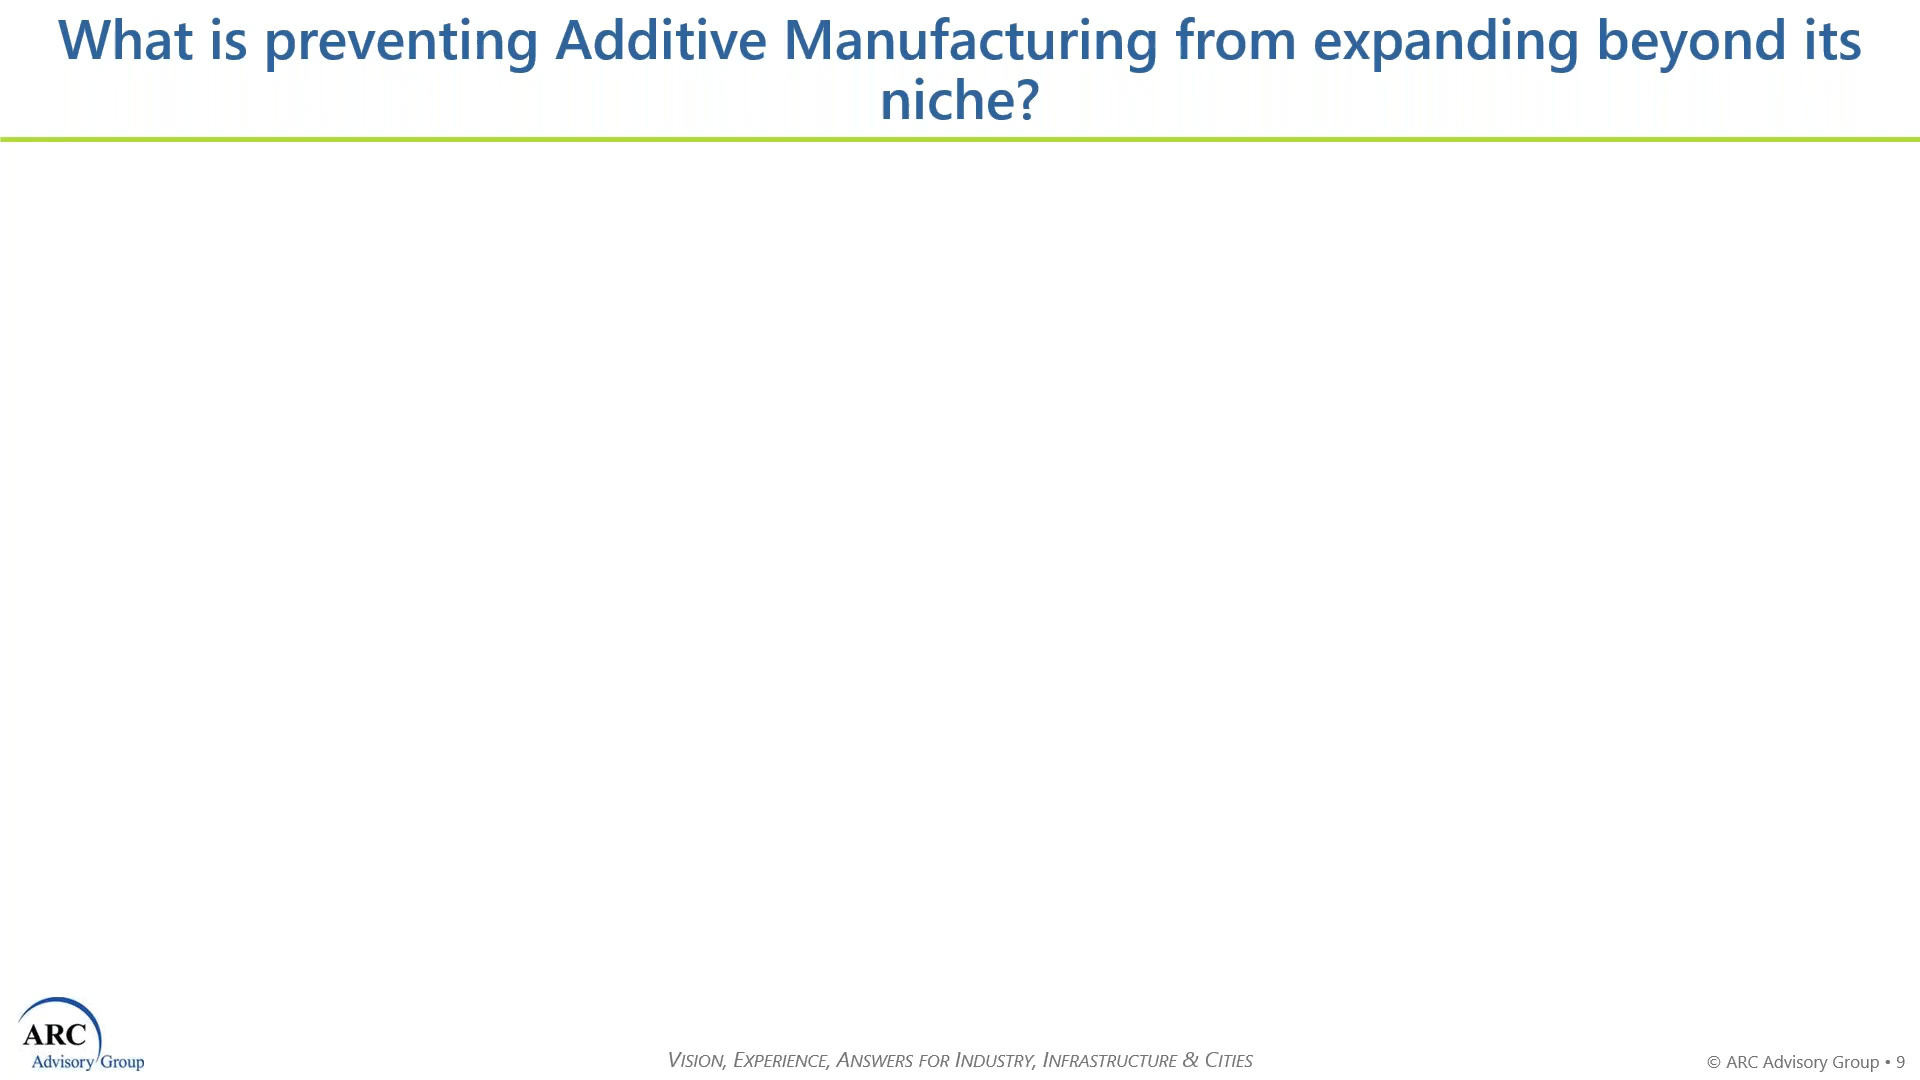 What is preventing Additive Manufacturing from expanding beyond its
niche?
ARC
Advisory Group
VISION, EXPERIENCE, ANSWERS FOR INDUSTRY, INFRASTRUCTURE & CITIES
© ARC Advisory Group • 9